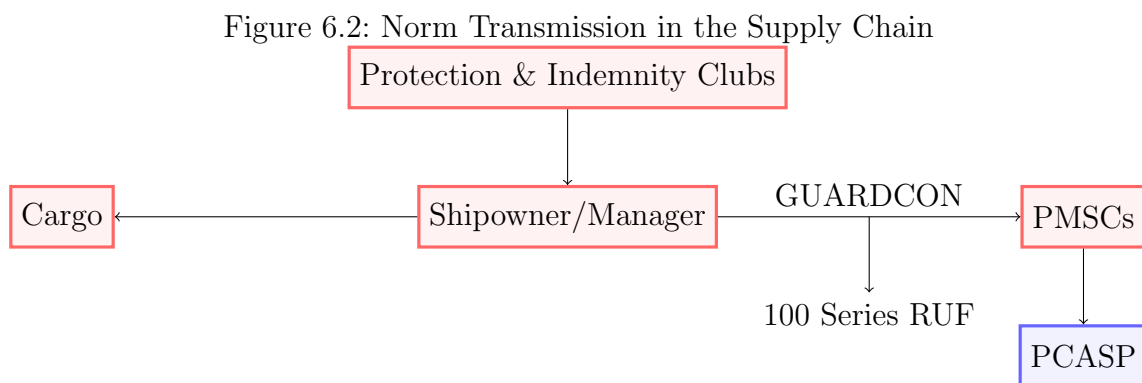 Figure 6.2: Norm Transmission in the Supply Chain
Protection & Indemnity Clubs
Cargo
Shipowner/Manager
GUARDCON
PMSCs
100 Series RUF
PCASP